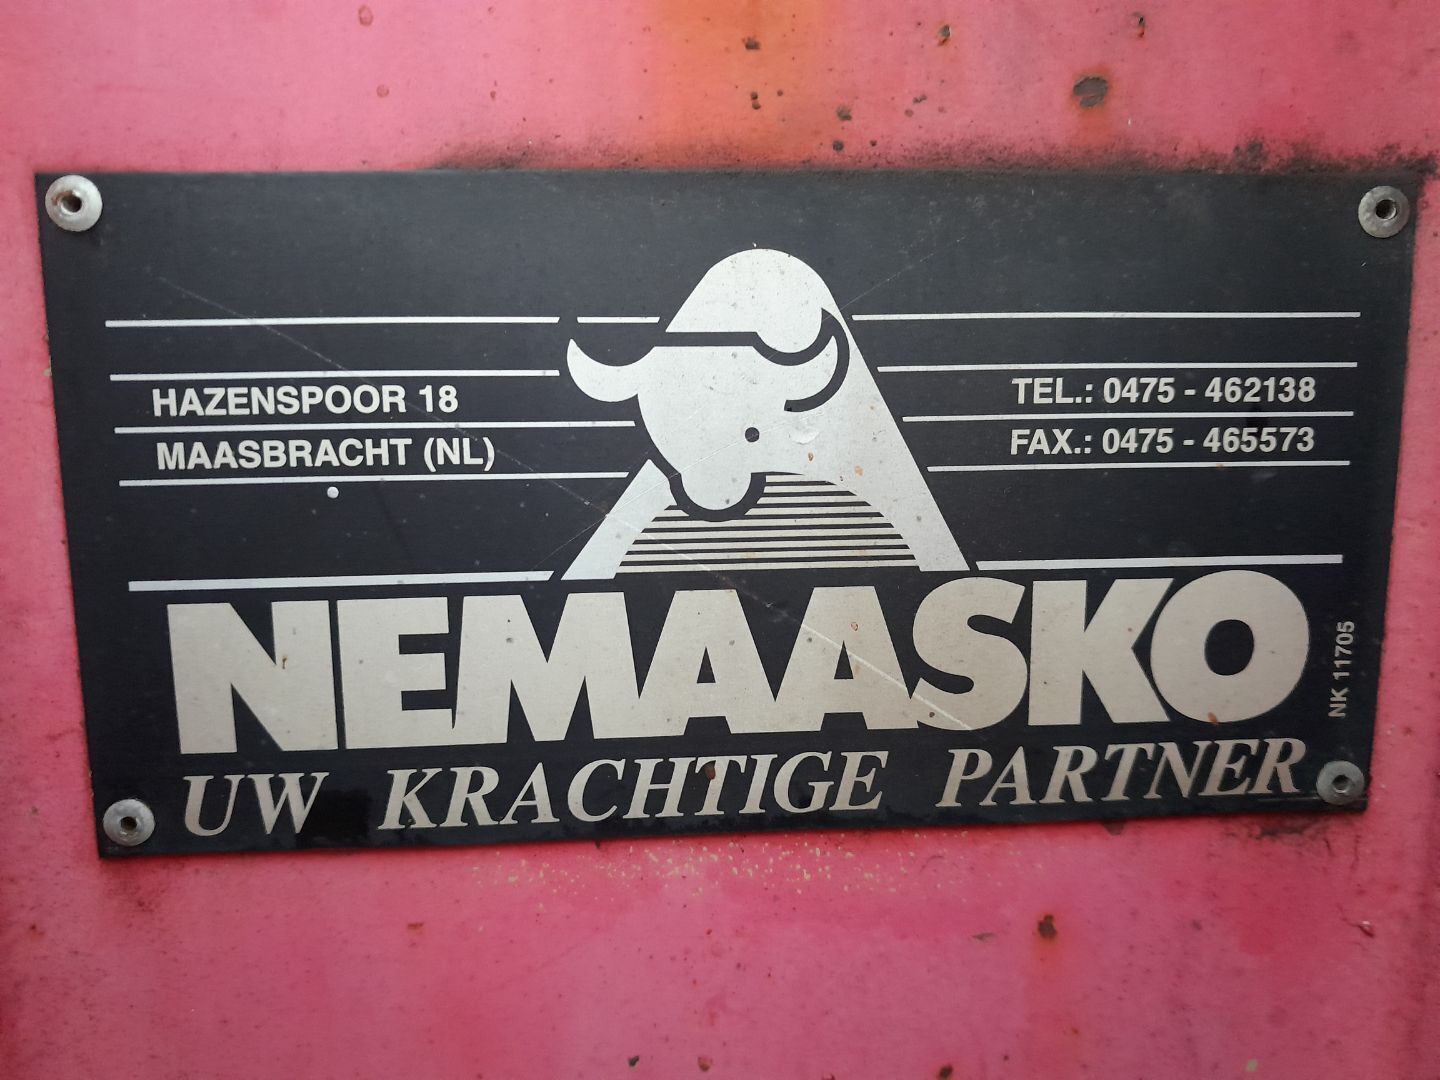 HAZENSPOOR 18
MAASBRACHT (NL)
TEL.: 0475 - 462138
FAX.: 0475 - 465573
NEMAASKO
NK 11705
UW KRACHTIGE PARTNER